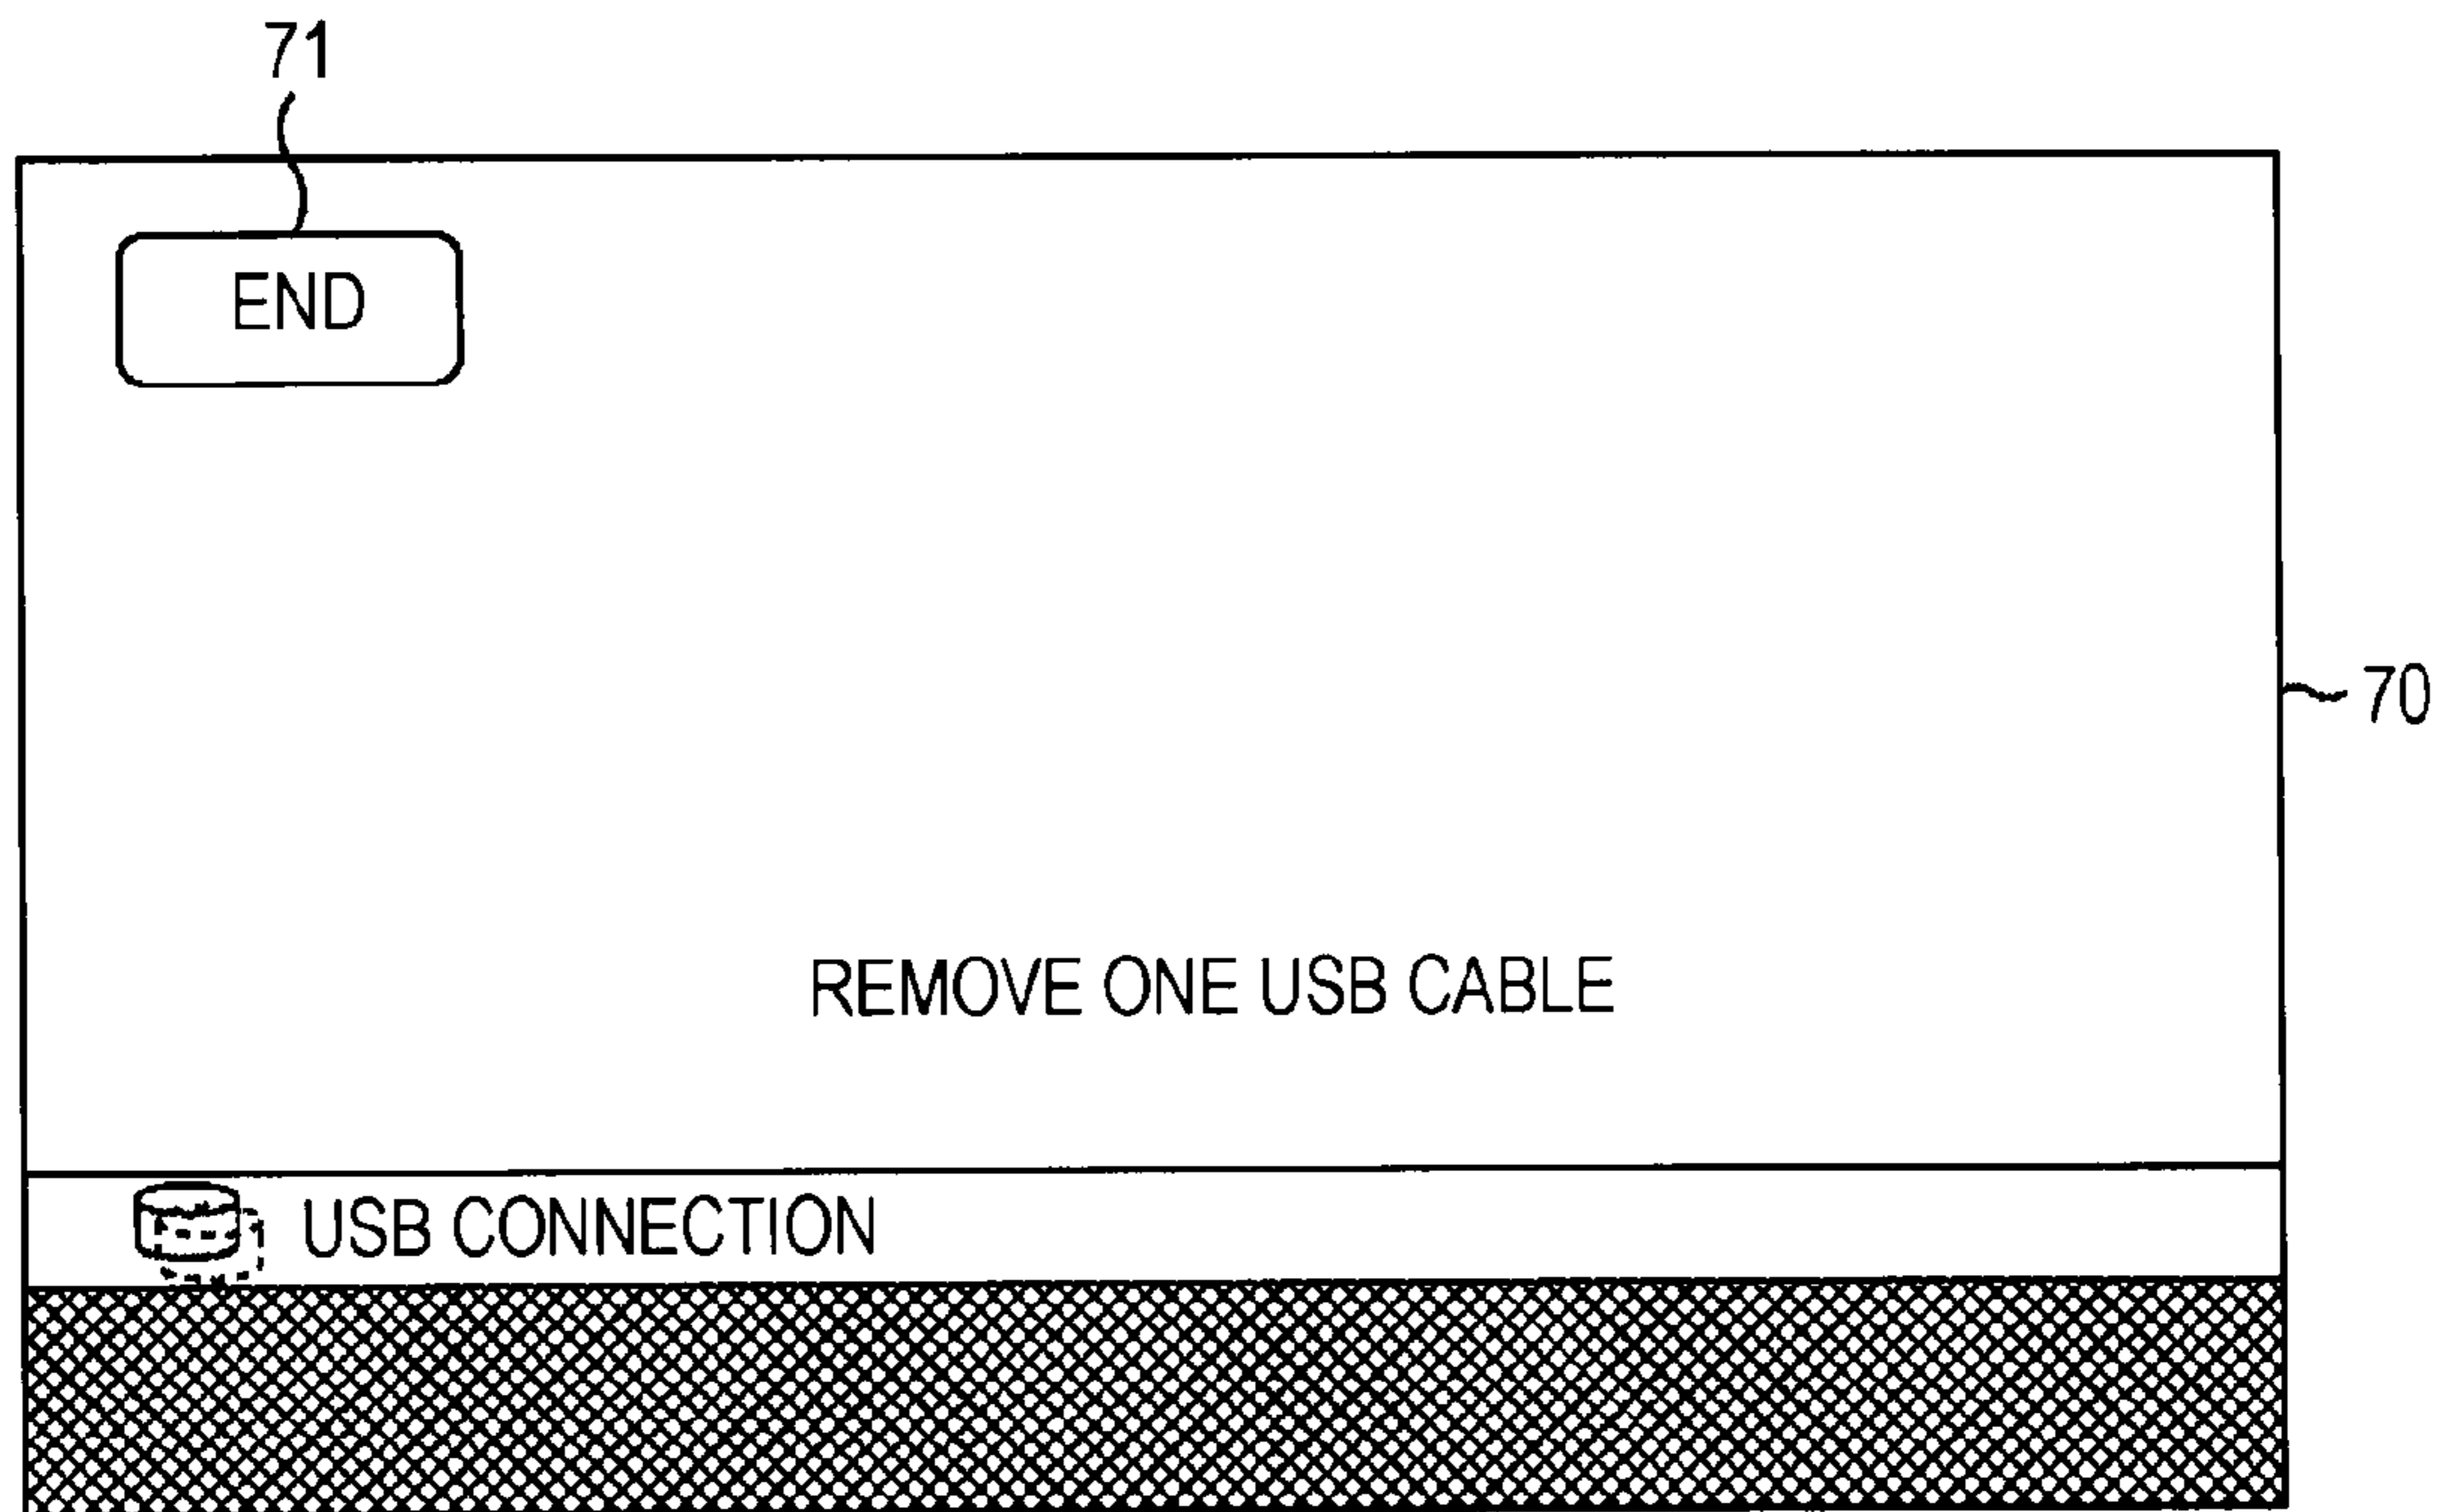 71
END
70
REMOVE ONE USB CABLE
USB CONNECTION